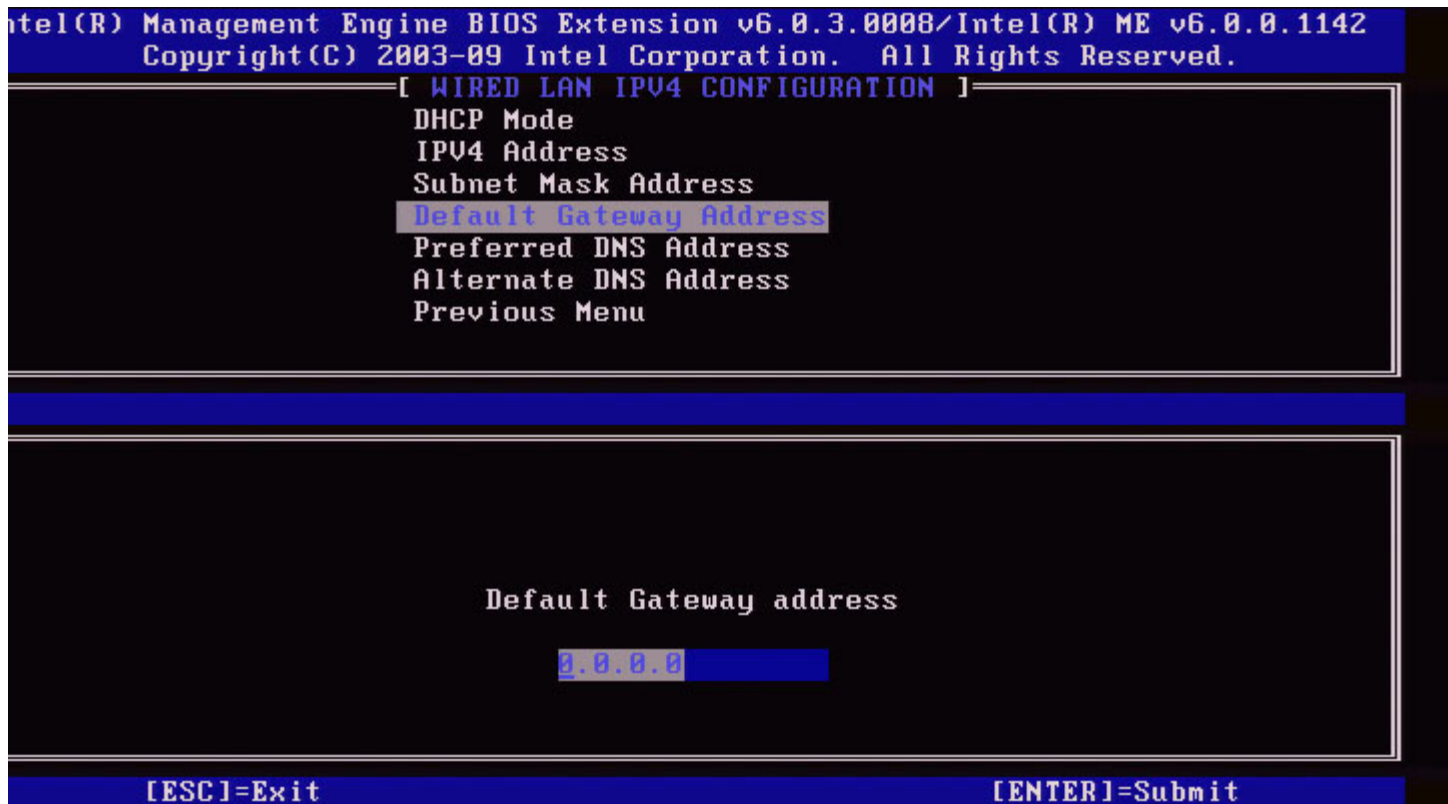 ntel(R) Management Engine BIOS Extension v6.0.3.0008/Intel(R) ME v6.0.0.1142
Copyright(C) 2003-09 Intel Corporation. All Rights Reserved.
[ WIRED LAN IPV4 CONFIGURATION ]
DHCP Mode
IPV4 Address
Subnet Mask Address
Default Gateway Address
Preferred DNS Address
Alternate DNS Address
Previous Menu
Default Gateway address
0.0.0.0
[ESC]=Exit [ENTER]=Submit